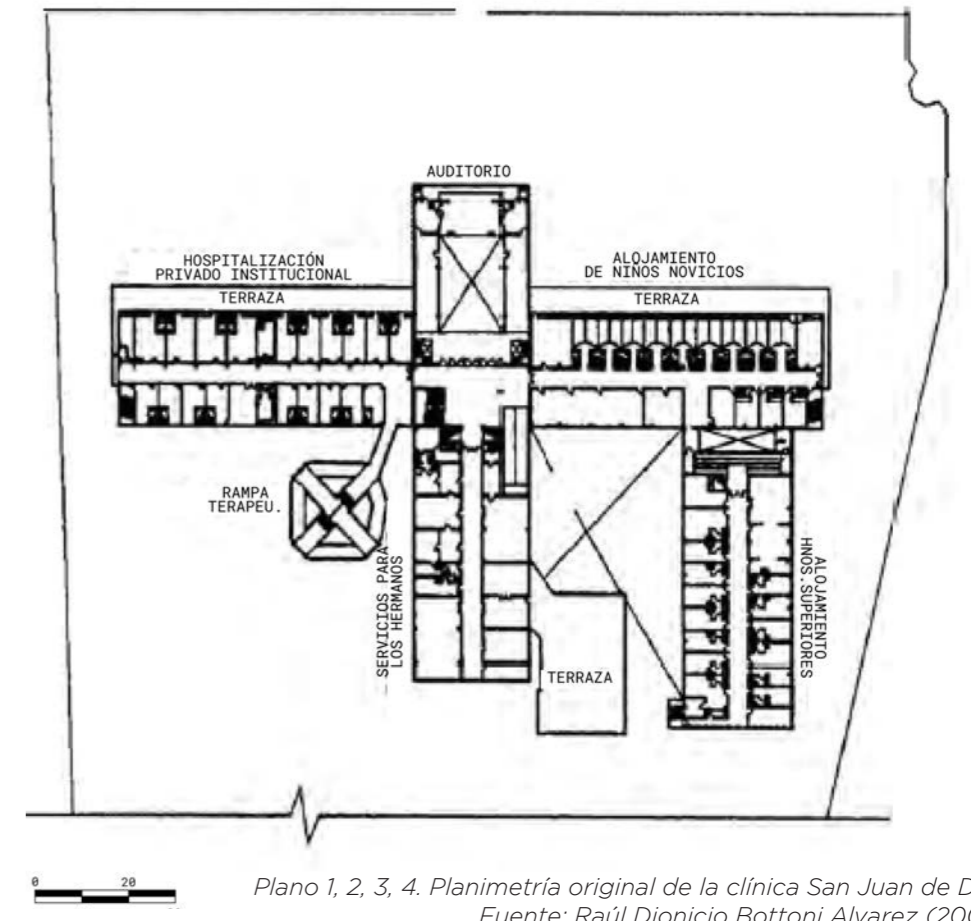 AUDITORIO
HOSPITALIZACIÓN
PRIVADO INSTITUCIONAL
TERRAZA
ALOJAMIENTO
DE NIÑOS NOVICIOS
TERRAZA
RAMPA
TERAPEU.
SERVICIOS PARA
LOS HERMANOS
TERRAZA
ALOJAMIENTO
HNOS.SUPERIORES
0 20
Plano 1, 2, 3, 4. Planimetría original de la clínica San Juan de D
Fuente: Raúl Dionicio Bottoni Alvarez (200